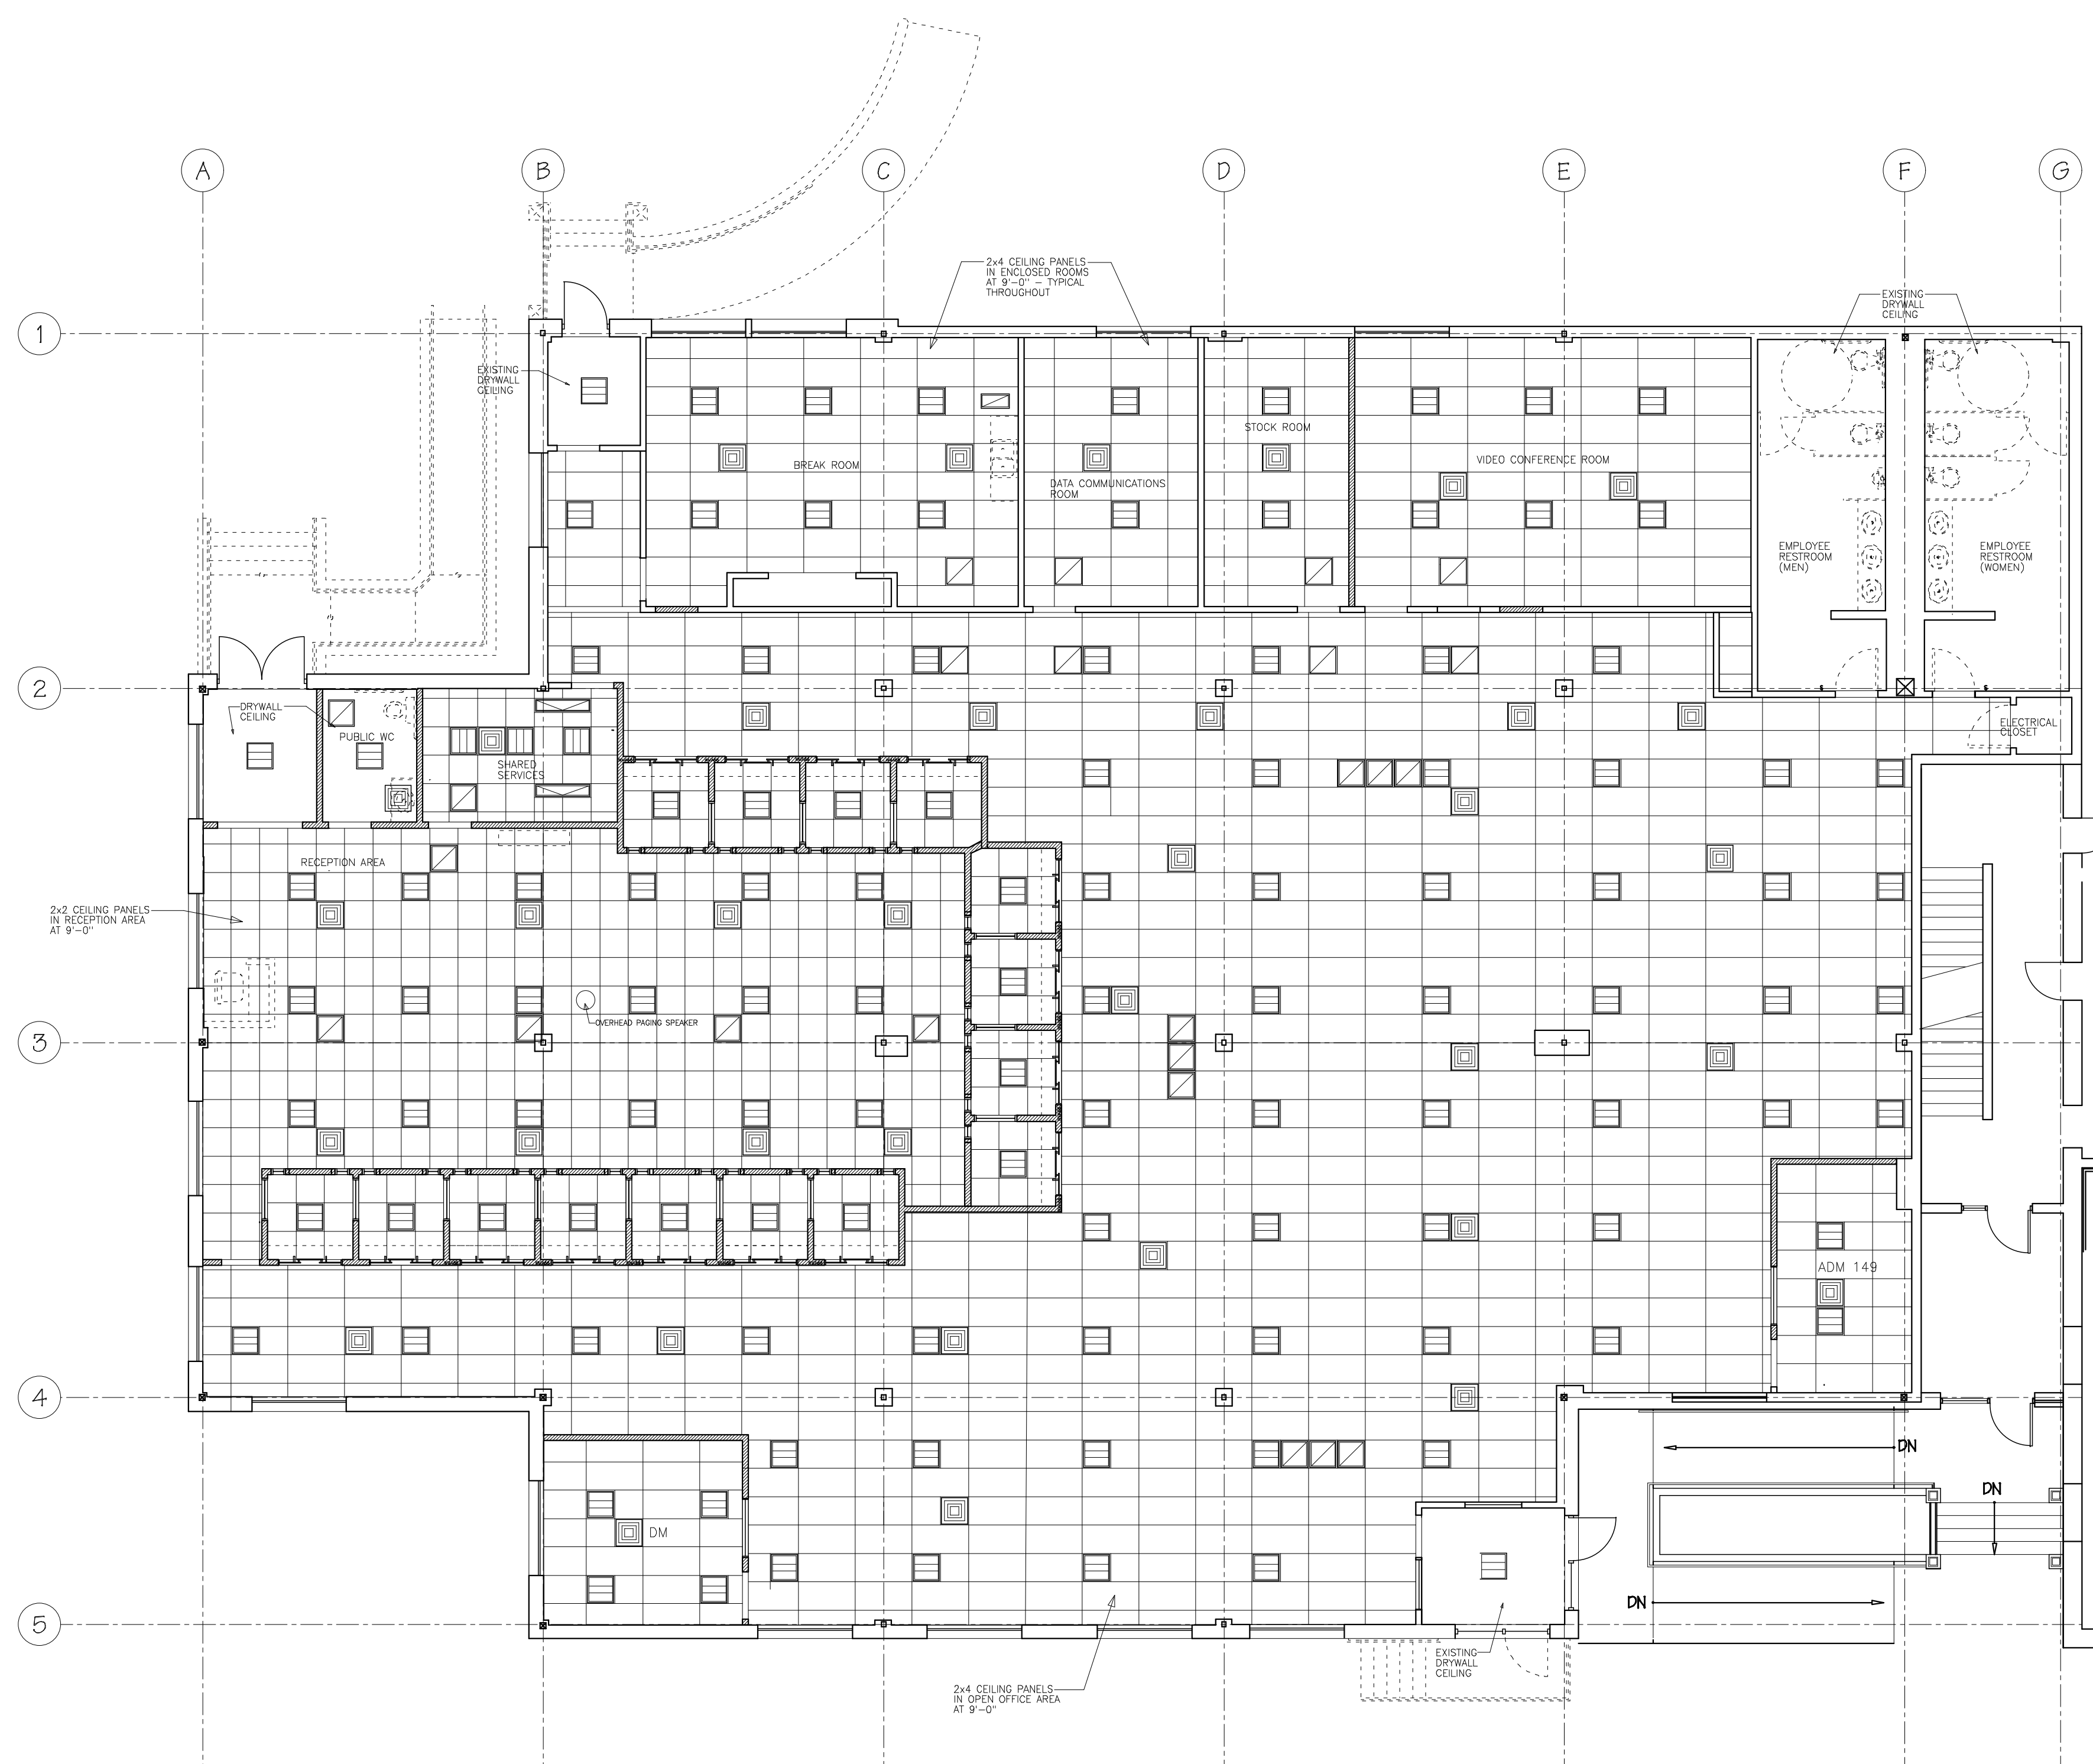 A
B
C
D
E
F
G
2x4 CEILING PANELS
IN ENCLOSED ROOMS
AT 9'-0" - TYPICAL
THROUGHOUT
EXISTING
DRYWALL
CEILING
1
EXISTING
DRYWALL
CEILING
STOCK ROOM
BREAK ROOM
VIDEO CONFERENCE ROOM
DATA COMMUNICATIONS
ROOM
EMPLOYEE
RESTROOM
(MEN)
EMPLOYEE
RESTROOM
(WOMEN)
2
DRYWALL
CEILING
PUBLIC WC
SHARED
SERVICES
ELECTRICAL
CLOSET
RECEPTION AREA
2x2 CEILING PANELS
IN RECEPTION AREA
AT 9'-0"
OVERHEAD PAGING SPEAKER
3
ADM 149
4
DN
DN
DM
DN
5
EXISTING
DRYWALL
CEILING
2x4 CEILING PANELS
IN OPEN OFFICE AREA
AT 9'-0"